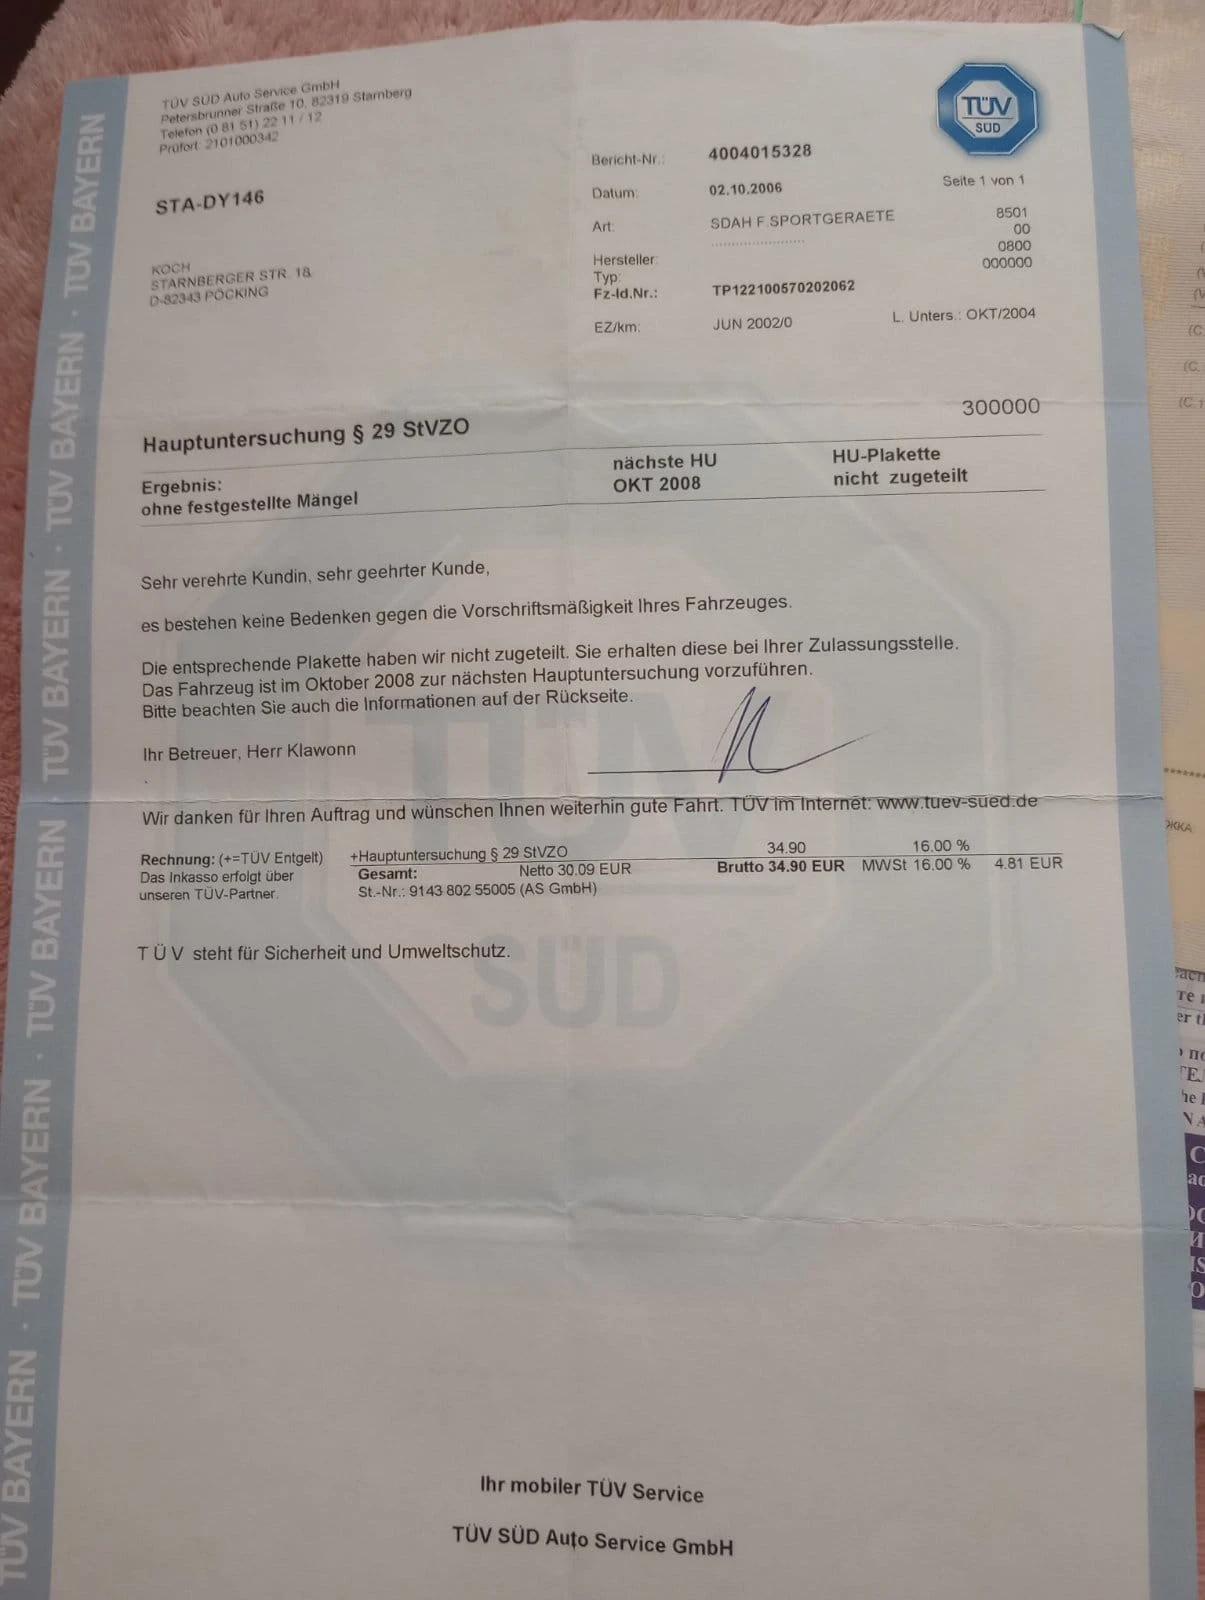 TÜV SÜD Auto Service GmbH
Petersbrunner Straße 10, 82319 Starnberg
Telefon (0 81 51) 22 11 / 12
Prüfort: 2101000342
TÜV SÜD
STA-DY146
KOCH
STARNBERGER STR. 18
D-82343 PÖCKING
Bericht-Nr.: 4004015328
Datum: 02.10.2006 Seite 1 von 1
Art: SDAH F.SPORTGERAETE 8501
00
Hersteller: 0800
Typ: 000000
Fz-Id.Nr.: TP122100570202062
EZ/km: JUN 2002/0 L. Unters.: OKT/2004
300000
Hauptuntersuchung § 29 StVZO
Ergebnis: nächste HU HU-Plakette
ohne festgestellte Mängel OKT 2008 nicht zugeteilt
Sehr verehrte Kundin, sehr geehrter Kunde,
es bestehen keine Bedenken gegen die Vorschriftsmäßigkeit Ihres Fahrzeuges.
Die entsprechende Plakette haben wir nicht zugeteilt. Sie erhalten diese bei Ihrer Zulassungsstelle.
Das Fahrzeug ist im Oktober 2008 zur nächsten Hauptuntersuchung vorzuführen.
Bitte beachten Sie auch die Informationen auf der Rückseite.
Ihr Betreuer, Herr Klawonn
Wir danken für Ihren Auftrag und wünschen Ihnen weiterhin gute Fahrt. TÜV im Internet: www.tuev-sued.de
Rechnung: (+=TÜV Entgelt) +Hauptuntersuchung § 29 StVZO 34.90 16.00 %
Das Inkasso erfolgt über Gesamt: Netto 30.09 EUR Brutto 34.90 EUR MWSt 16.00 % 4.81 EUR
unseren TÜV-Partner. St.-Nr.: 9143 802 55005 (AS GmbH)
T Ü V steht für Sicherheit und Umweltschutz.
TÜV
SÜD
Ihr mobiler TÜV Service
TÜV SÜD Auto Service GmbH
TÜV BAYERN · TÜV BAYERN · TÜV BAYERN · TÜV BAYERN · TÜV BAYERN · TÜV BAYERN